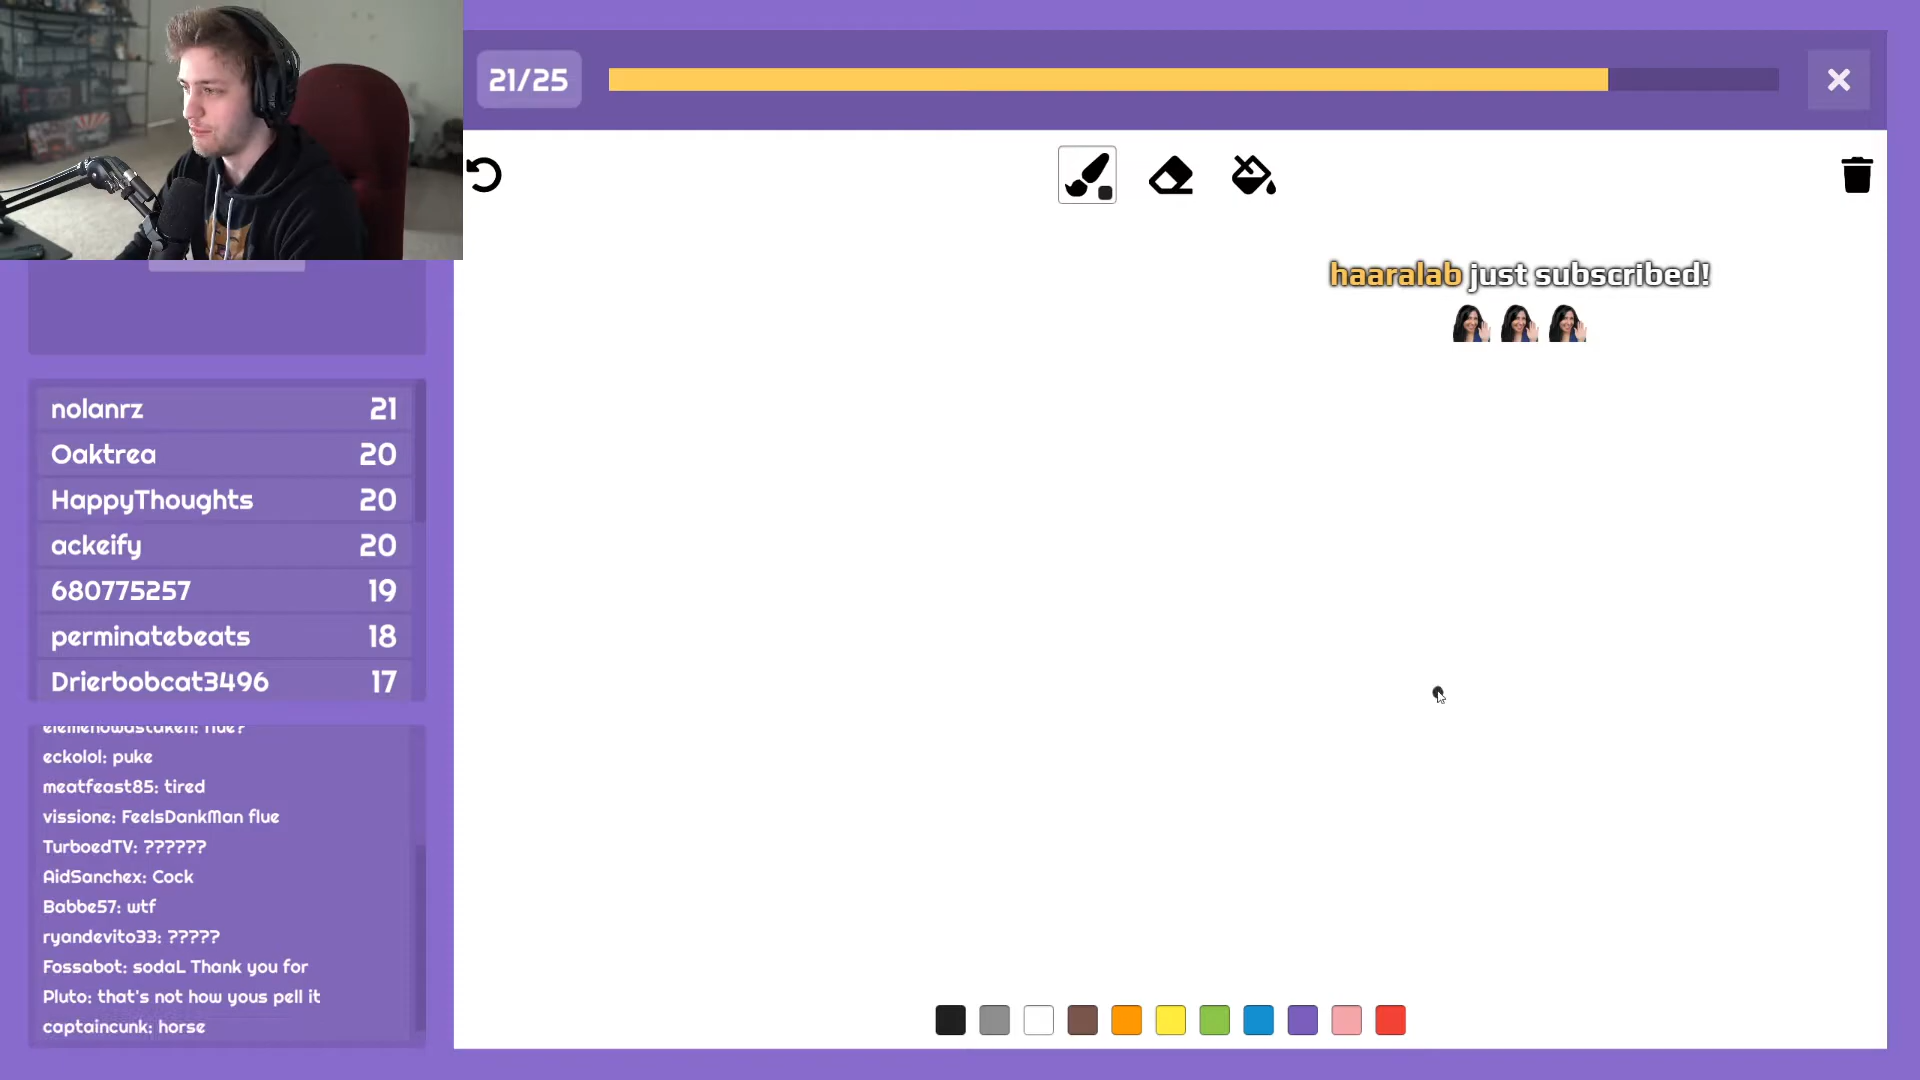 21/25
haaralab just subscribed!
nolanrz 21
Oaktrea 20
HappyThoughts 20
ackeify 20
680775257 19
perminatebeats 18
Drierbobcat3496 17
elemenowastaken: flue?
eckolol: puke
meatfeast85: tired
vissione: FeelsDankMan flue
TurboedTV: ??????
AidSanchex: Cock
Babbe57: wtf
ryandevito33: ?????
Fossabot: sodaL Thank you for
Pluto: that's not how yous pell it
captaincunk: horse